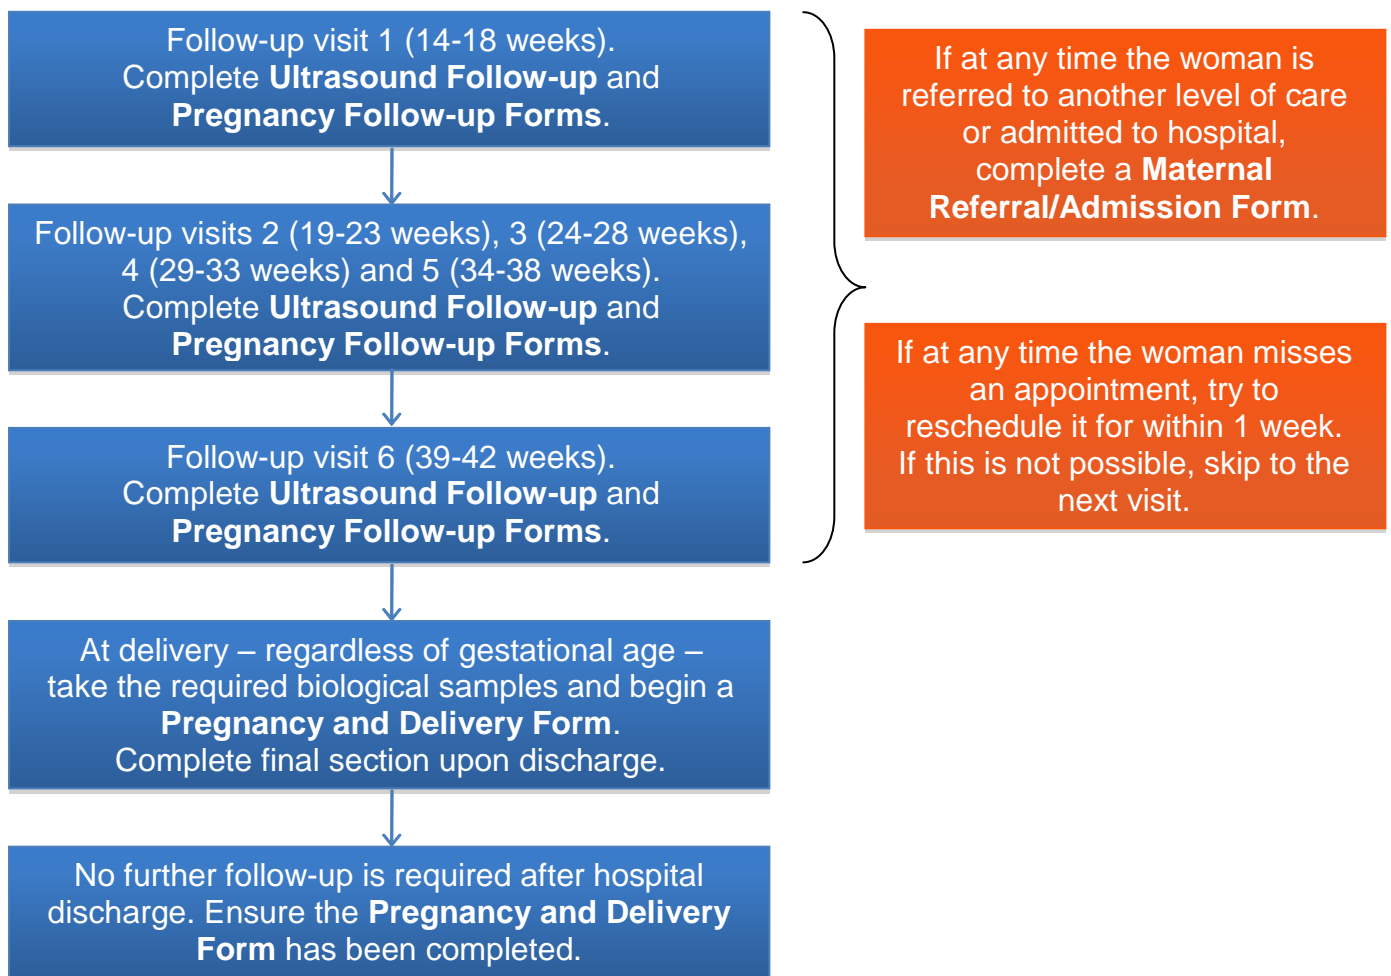 Follow-up visit 1 (14-18 weeks).
Complete Ultrasound Follow-up and
Pregnancy Follow-up Forms.
Follow-up visits 2 (19-23 weeks), 3 (24-28 weeks),
4 (29-33 weeks) and 5 (34-38 weeks).
Complete Ultrasound Follow-up and
Pregnancy Follow-up Forms.
Follow-up visit 6 (39-42 weeks).
Complete Ultrasound Follow-up and
Pregnancy Follow-up Forms.
At delivery – regardless of gestational age –
take the required biological samples and begin a
Pregnancy and Delivery Form.
Complete final section upon discharge.
No further follow-up is required after hospital
discharge. Ensure the Pregnancy and Delivery
Form has been completed.
If at any time the woman is
referred to another level of care
or admitted to hospital,
complete a Maternal
Referral/Admission Form.
If at any time the woman misses
an appointment, try to
reschedule it for within 1 week.
If this is not possible, skip to the
next visit.